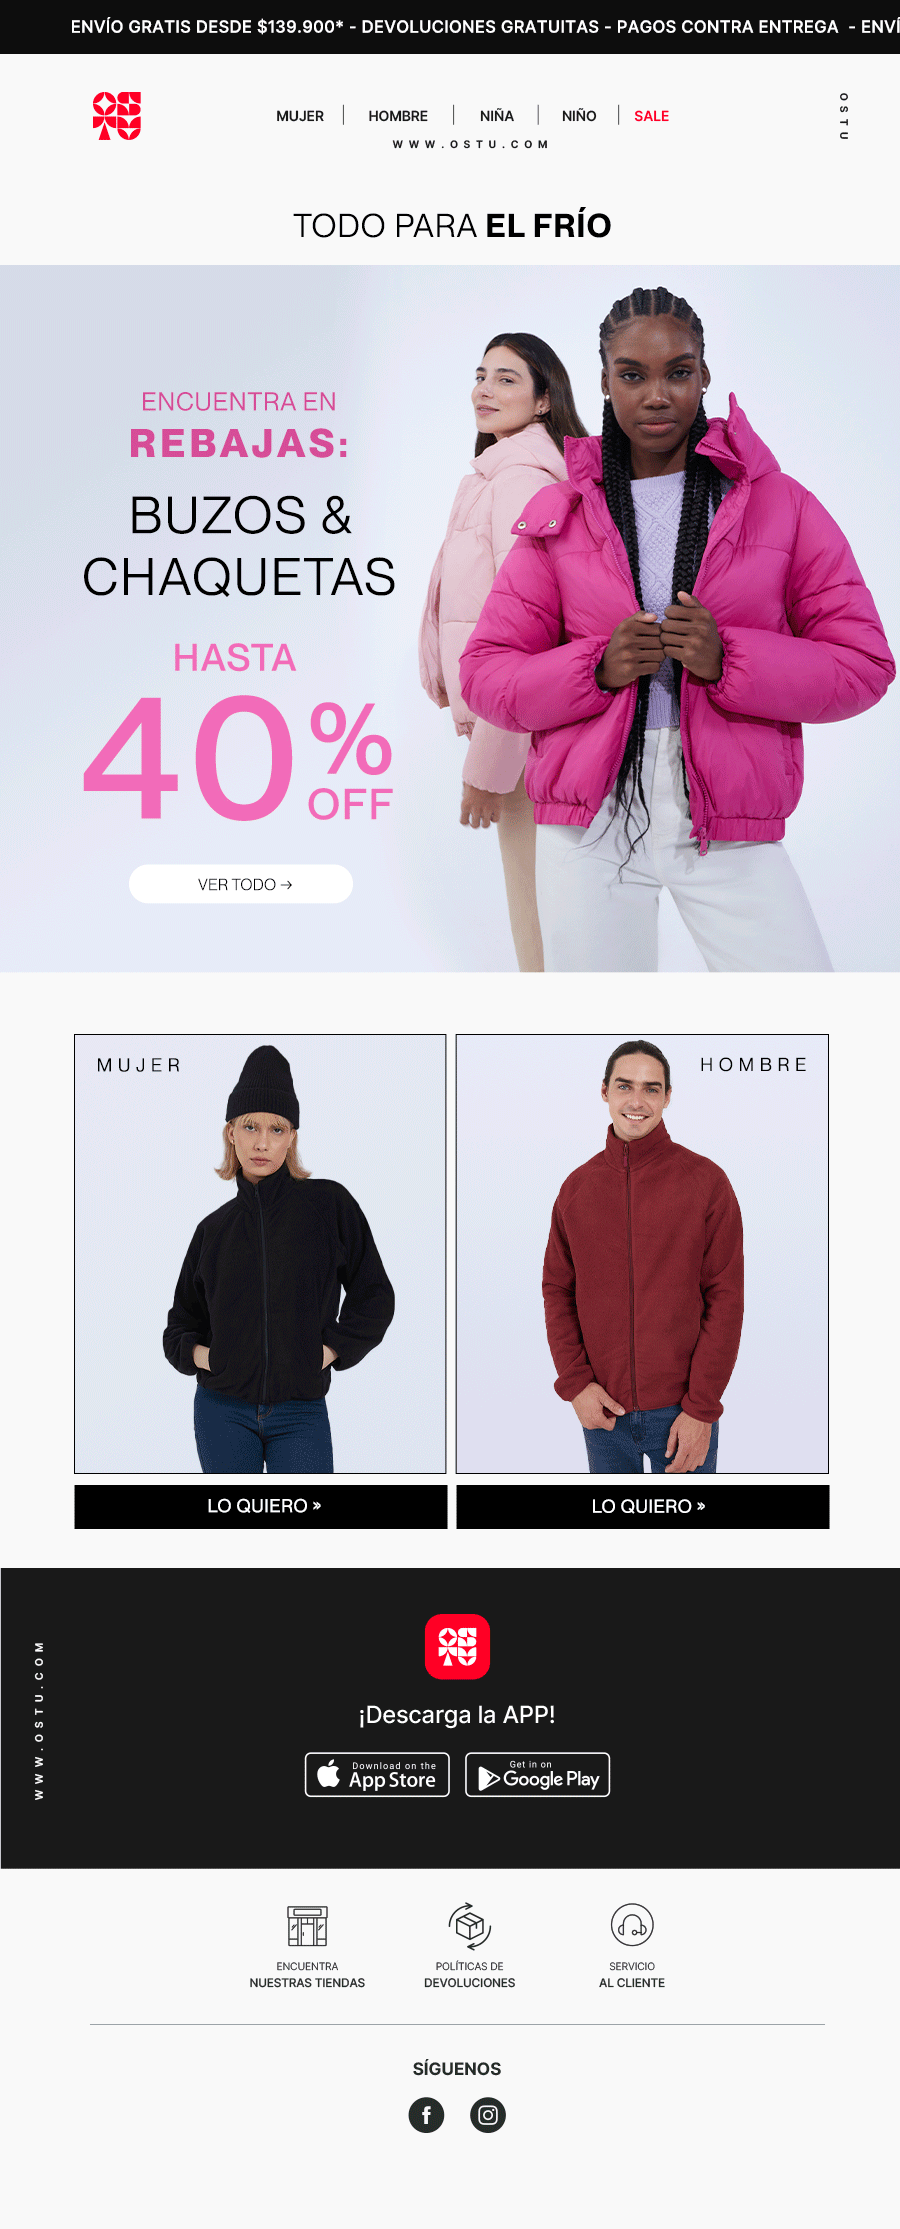 ENVÍO GRATIS DESDE $139.900* - DEVOLUCIONES GRATUITAS - PAGOS CONTRA ENTREGA - ENVÍ
OSTU
MUJER | HOMBRE | NIÑA | NIÑO | SALE
WWW.OSTU.COM
OSTU
TODO PARA EL FRÍO
ENCUENTRA EN
REBAJAS:
BUZOS &
CHAQUETAS
HASTA
40%
OFF
VER TODO →
MUJER
HOMBRE
LO QUIERO »
LO QUIERO »
WWW.OSTU.COM
OSTU
¡Descarga la APP!
Download on the
App Store
Get in on
Google Play
ENCUENTRA
NUESTRAS TIENDAS
POLÍTICAS DE
DEVOLUCIONES
SERVICIO
AL CLIENTE
SÍGUENOS